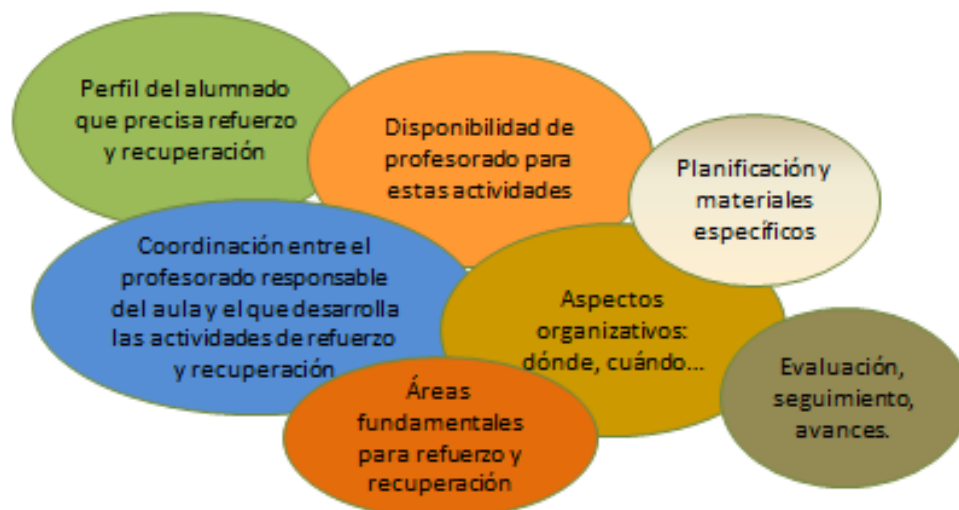 Perfil del alumnado
que precisa refuerzo
y recuperación
Disponibilidad de
profesorado para
estas actividades
Planificación y
materiales
específicos
Coordinación entre el
profesorado responsable
del aula y el que desarrolla
las actividades de refuerzo
y recuperación
Aspectos
organizativos:
dónde, cuándo...
Evaluación,
seguimiento,
avances.
Áreas
fundamentales
para refuerzo y
recuperación